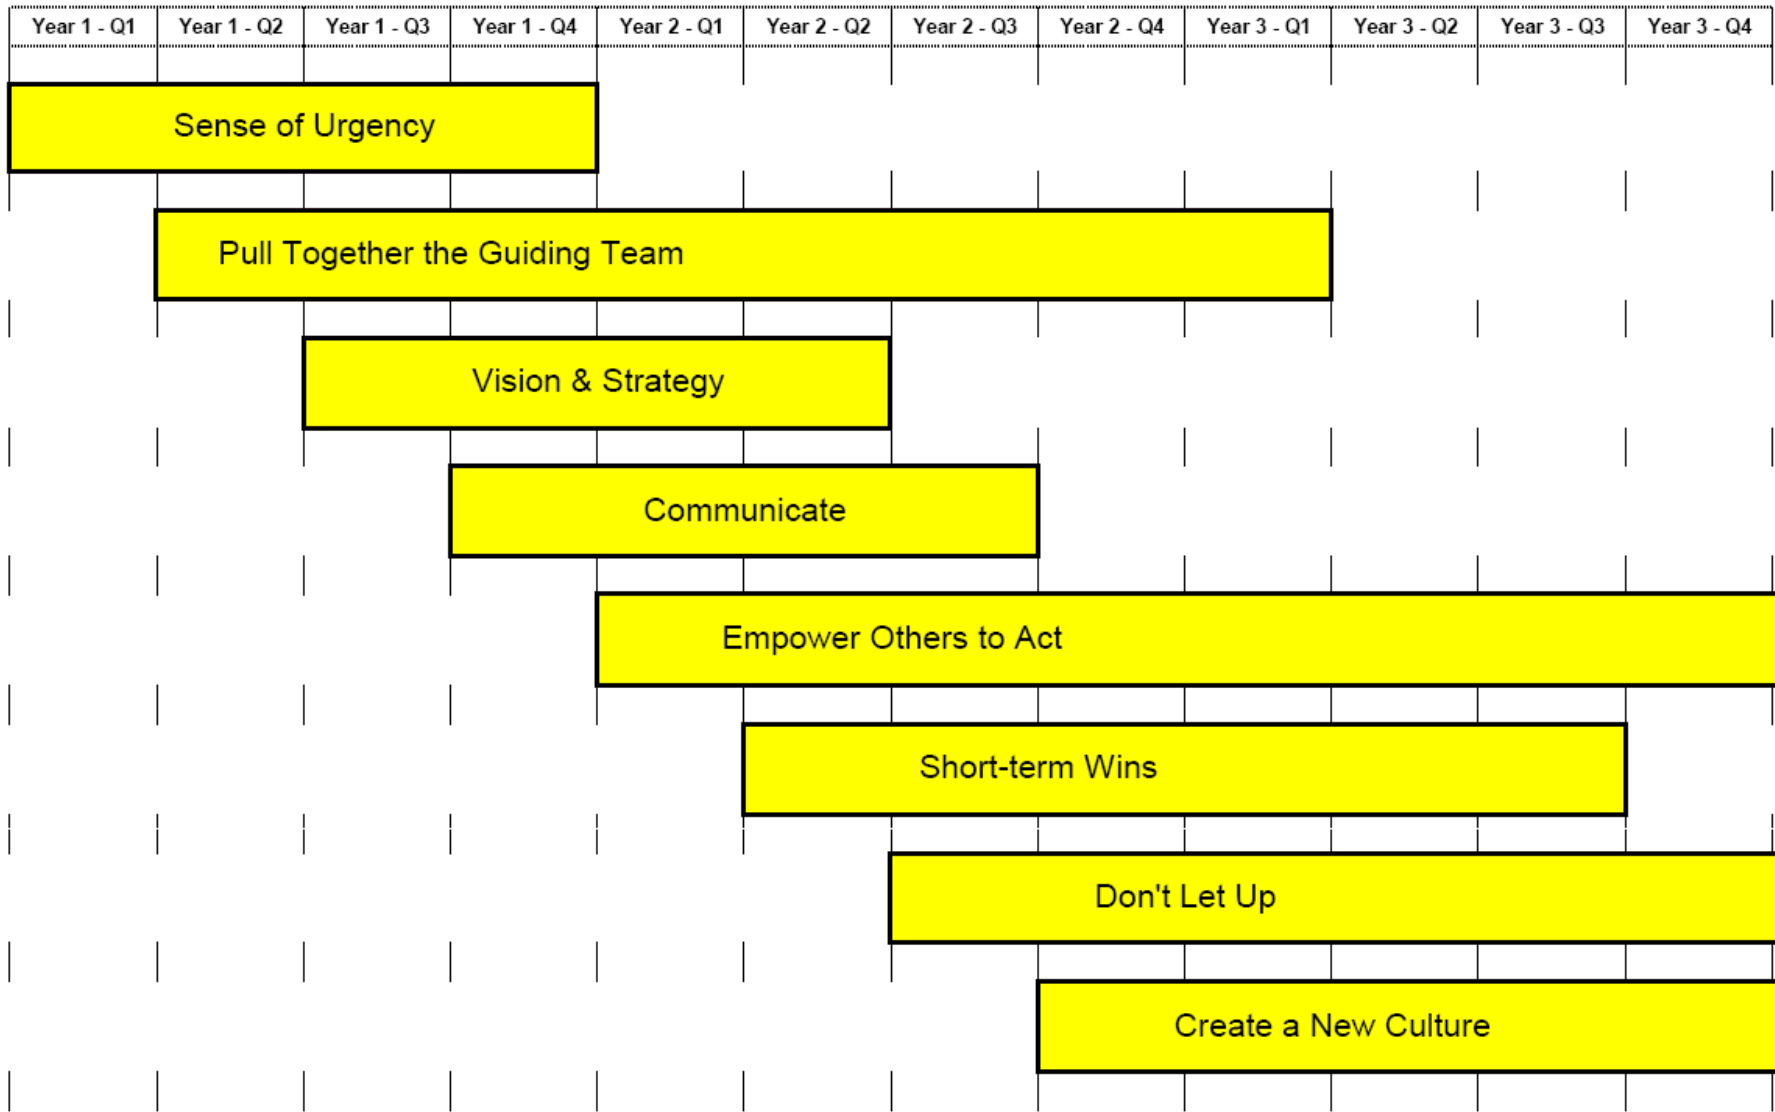 Year 1 - Q1 Year 1 - Q2 Year 1 - Q3 Year 1 - Q4 Year 2 - Q1 Year 2 - Q2 Year 2 - Q3 Year 2 - Q4 Year 3 - Q1 Year 3 - Q2 Year 3 - Q3 Year 3 - Q4
Sense of Urgency
Pull Together the Guiding Team
Vision & Strategy
Communicate
Empower Others to Act
Short-term Wins
Don't Let Up
Create a New Culture